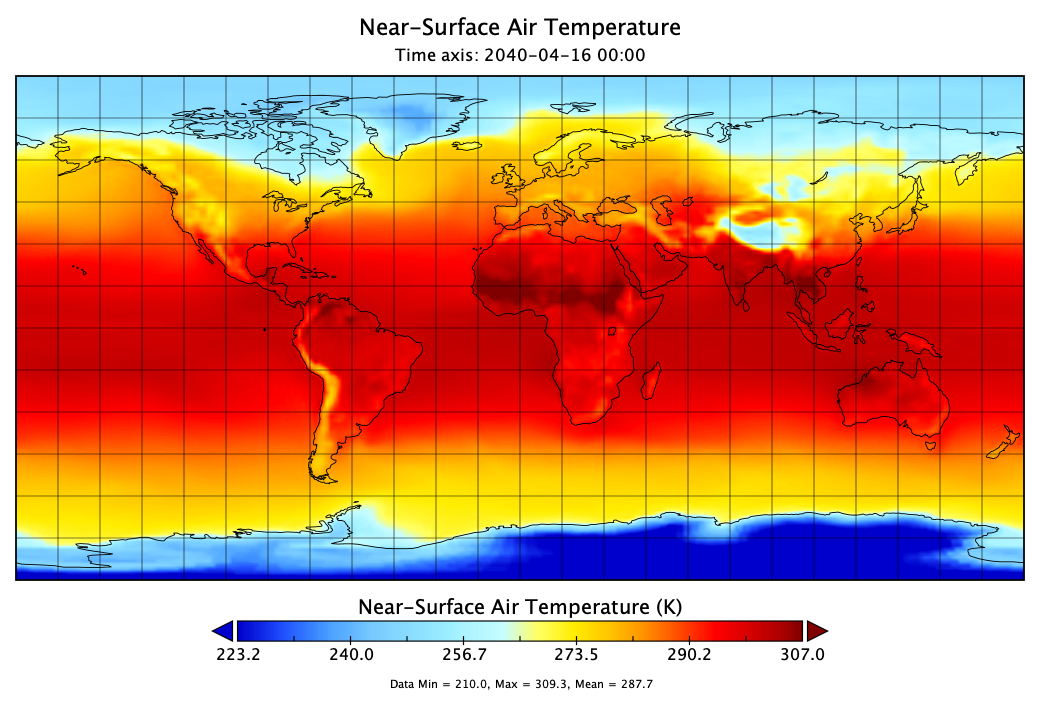 Near-Surface Air Temperature
Time axis: 2040-04-16 00:00
Near-Surface Air Temperature (K)
223.2 240.0 256.7 273.5 290.2 307.0
Data Min = 210.0, Max = 309.3, Mean = 287.7